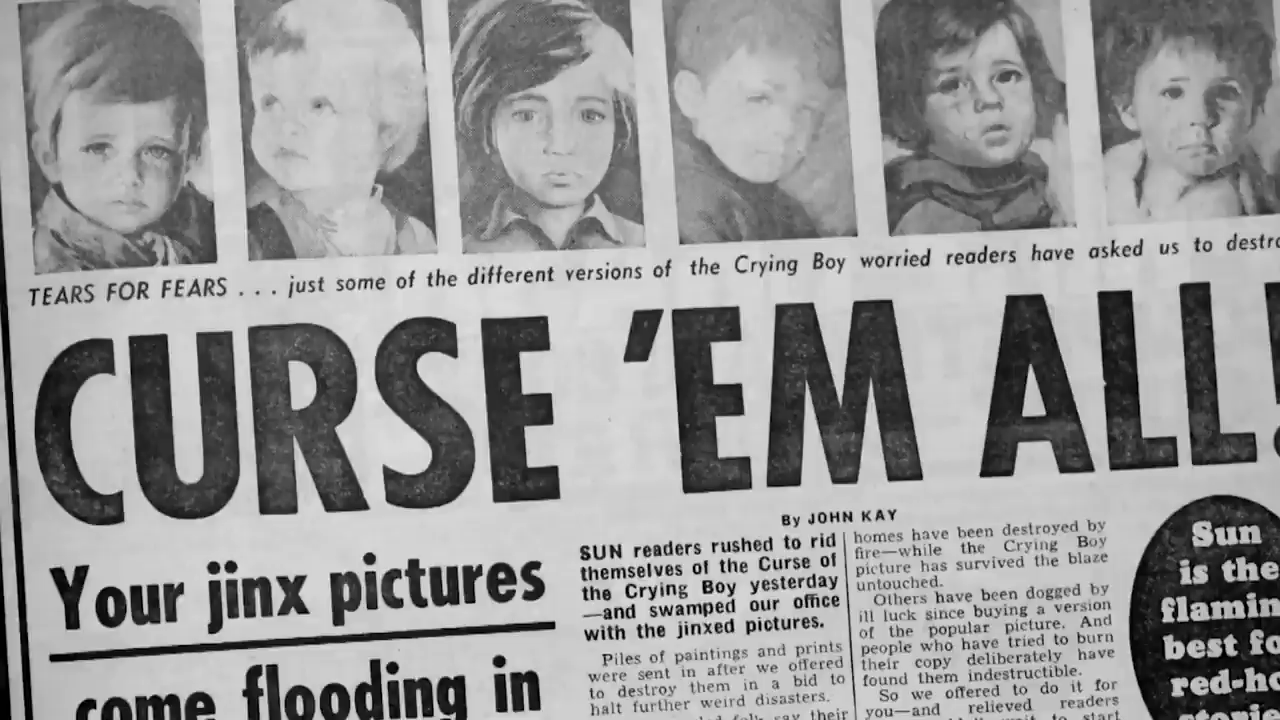 TEARS FOR FEARS . . . just some of the different versions of the Crying Boy worried readers have asked us to
CURSE 'EM ALL!
Your jinx pictures
come flooding in
By JOHN KAY
SUN readers rushed to rid
themselves of the Curse of
the Crying Boy yesterday
—and swamped our office
with the jinxed pictures.
Piles of paintings and prints
were sent in after we offered
to destroy them in a bid to
halt further weird disasters.
folk say their
homes have been destroyed by
fire—while the Crying Boy
picture has survived the blaze
untouched.
Others have been dogged by
ill luck since buying a version
of the popular picture. And
people who have tried to burn
their copy deliberately have
found them indestructible.
So we offered to do it for
you—and relieved readers
to start
Sun
is the
flamin
best fo
red-ho